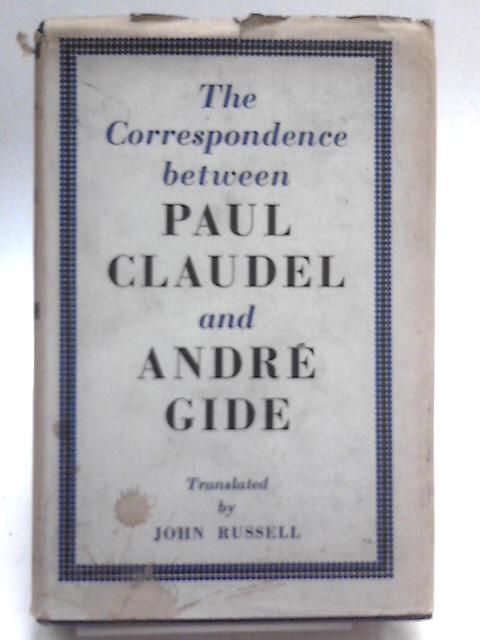 The
Correspondence
between
PAUL
CLAUDEL
and
ANDRÉ
GIDE
Translated
by
JOHN RUSSELL